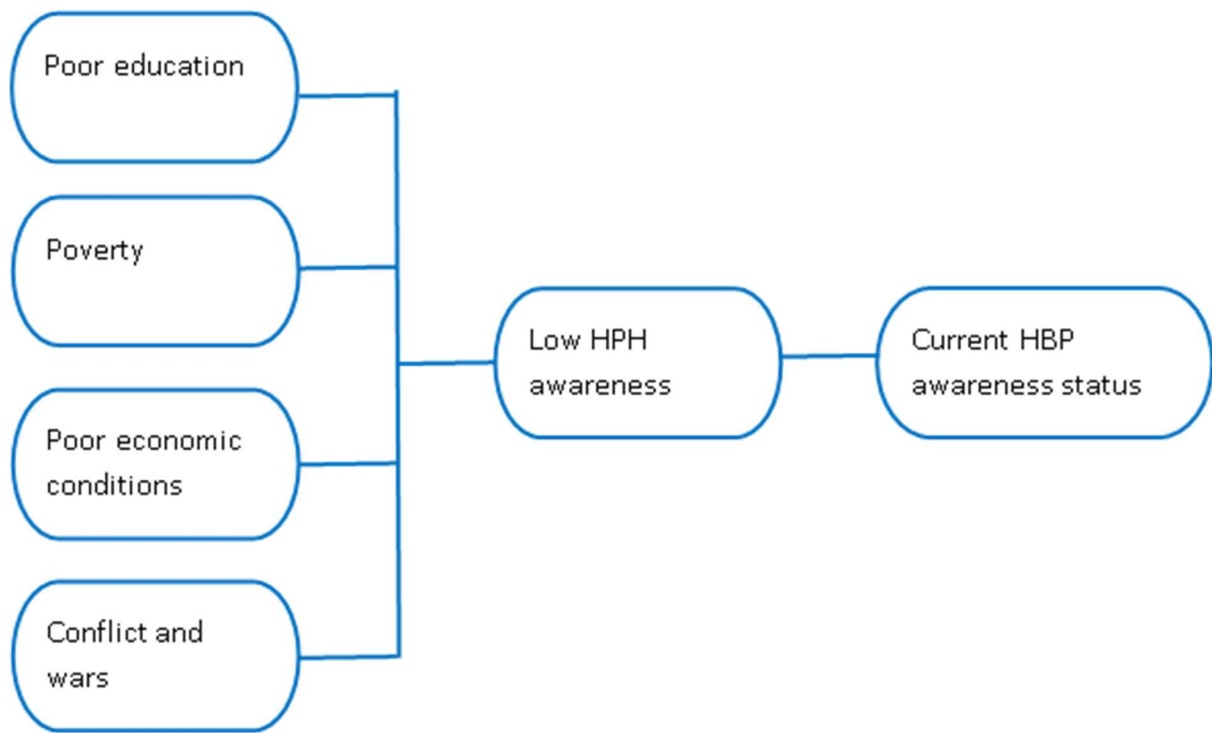 Poor education
Poverty
Poor economic
conditions
Conflict and
wars
Low HPH
awareness
Current HBP
awareness status